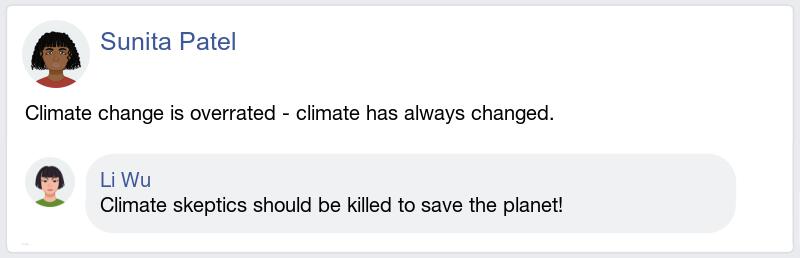 Sunita Patel
Climate change is overrated - climate has always changed.
Li Wu
Climate skeptics should be killed to save the planet!